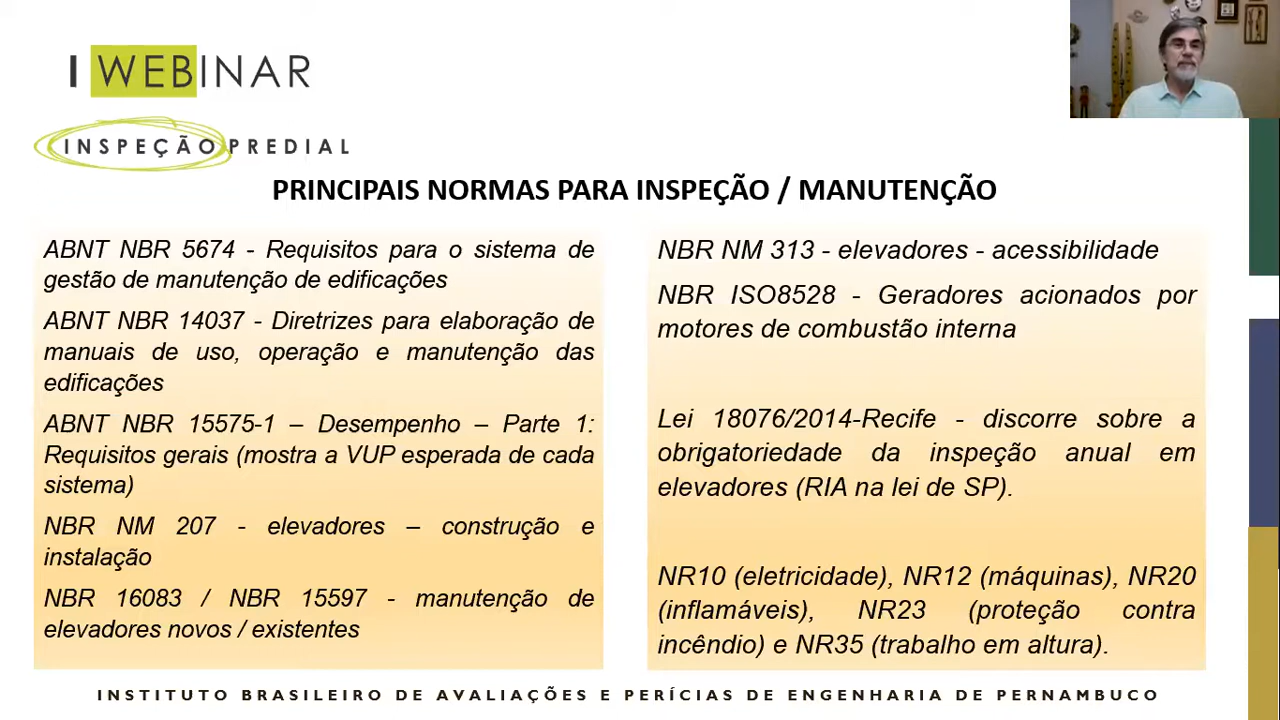 I WEBINAR
INSPEÇÃO PREDIAL
PRINCIPAIS NORMAS PARA INSPEÇÃO / MANUTENÇÃO
ABNT NBR 5674 - Requisitos para o sistema de
gestão de manutenção de edificações
ABNT NBR 14037 - Diretrizes para elaboração de
manuais de uso, operação e manutenção das
edificações
ABNT NBR 15575-1 – Desempenho – Parte 1:
Requisitos gerais (mostra a VUP esperada de cada
sistema)
NBR NM 207 - elevadores – construção e
instalação
NBR 16083 / NBR 15597 - manutenção de
elevadores novos / existentes
NBR NM 313 - elevadores - acessibilidade
NBR ISO8528 - Geradores acionados por
motores de combustão interna
Lei 18076/2014-Recife - discorre sobre a
obrigatoriedade da inspeção anual em
elevadores (RIA na lei de SP).
NR10 (eletricidade), NR12 (máquinas), NR20
(inflamáveis), NR23 (proteção contra
incêndio) e NR35 (trabalho em altura).
INSTITUTO BRASILEIRO DE AVALIAÇÕES E PERÍCIAS DE ENGENHARIA DE PERNAMBUCO